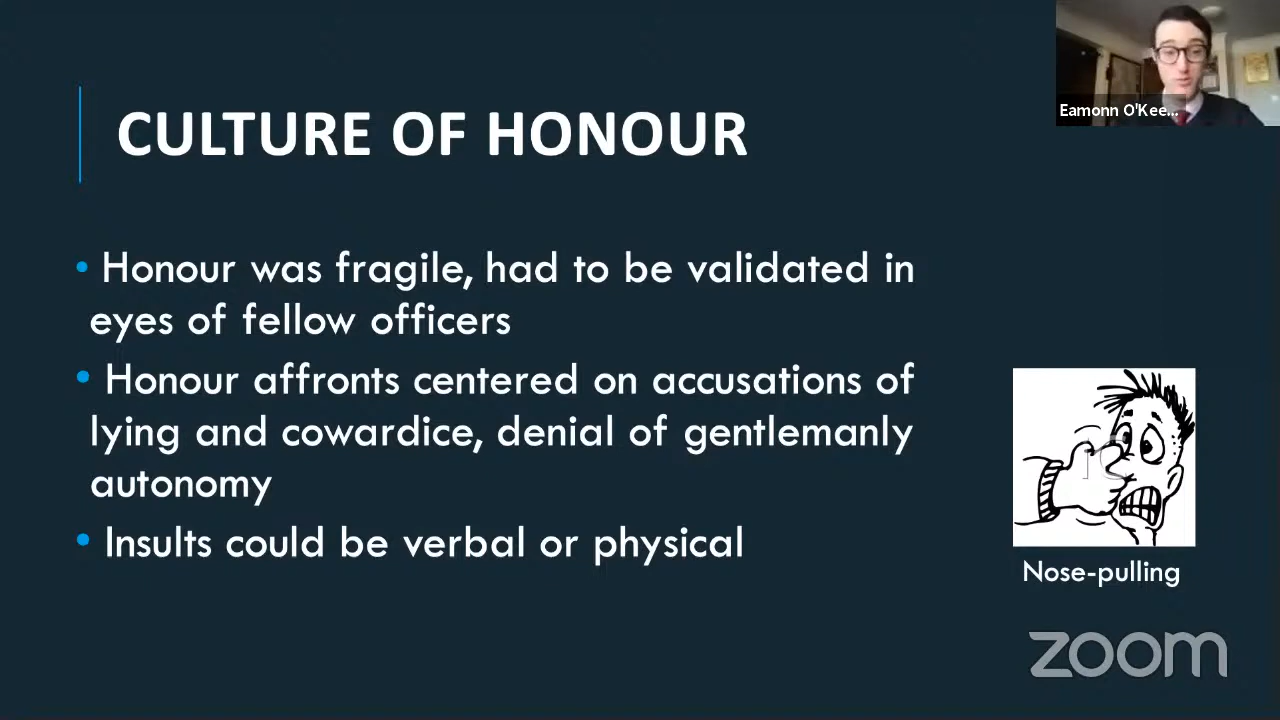 Eamonn O'Kee...
CULTURE OF HONOUR
• Honour was fragile, had to be validated in
eyes of fellow officers
• Honour affronts centered on accusations of
lying and cowardice, denial of gentlemanly
autonomy
• Insults could be verbal or physical
Nose-pulling
zoom